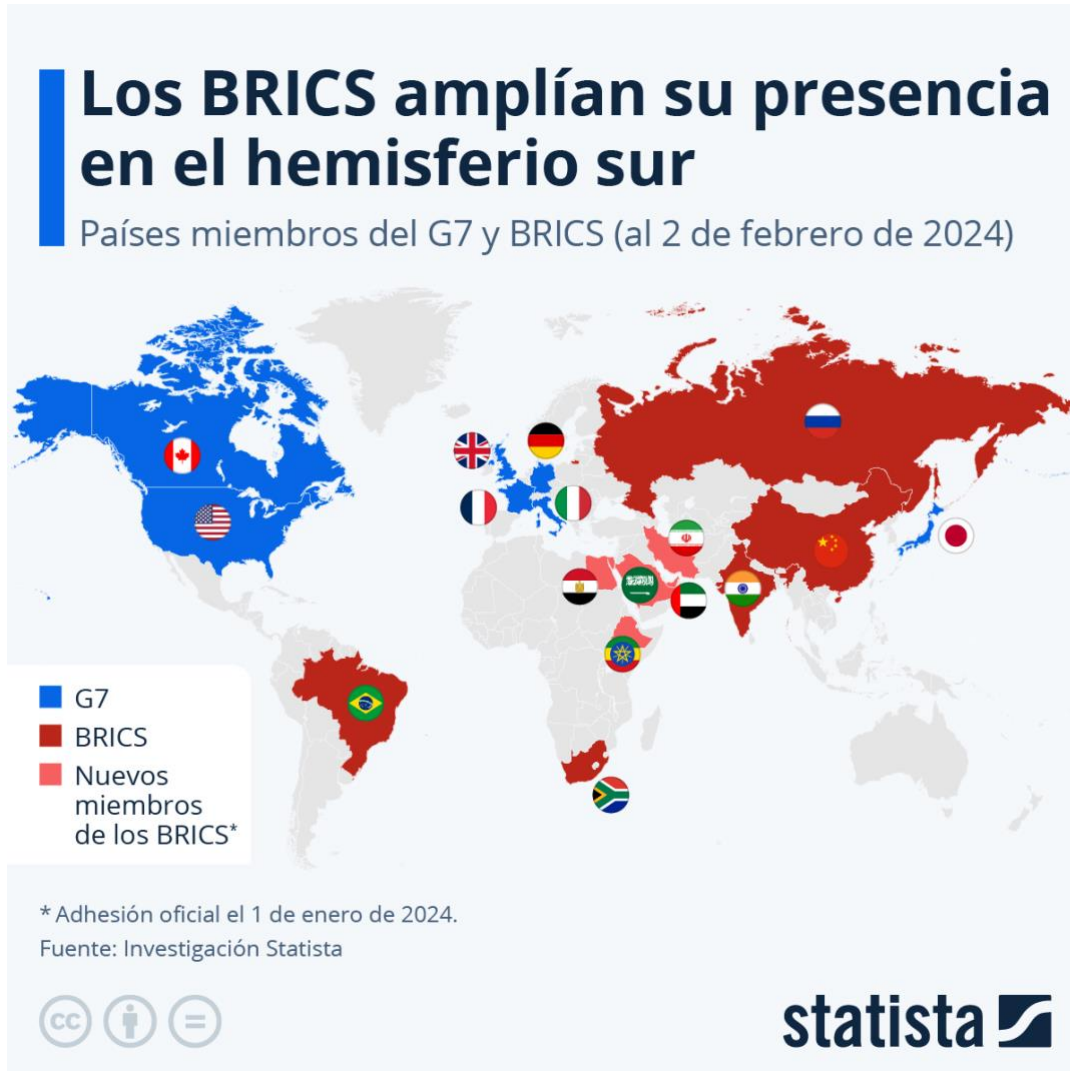 Los BRICS amplían su presencia
en el hemisferio sur
Países miembros del G7 y BRICS (al 2 de febrero de 2024)
G7
BRICS
Nuevos
miembros
de los BRICS*
* Adhesión oficial el 1 de enero de 2024.
Fuente: Investigación Statista
cc
statista